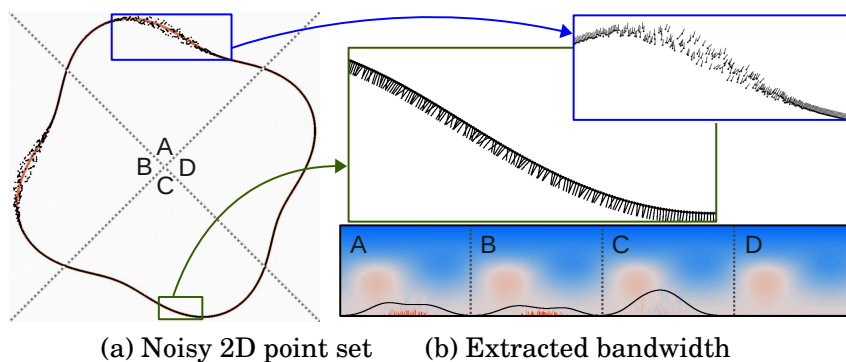 A
B D
C
A B C D
(a) Noisy 2D point set (b) Extracted bandwidth